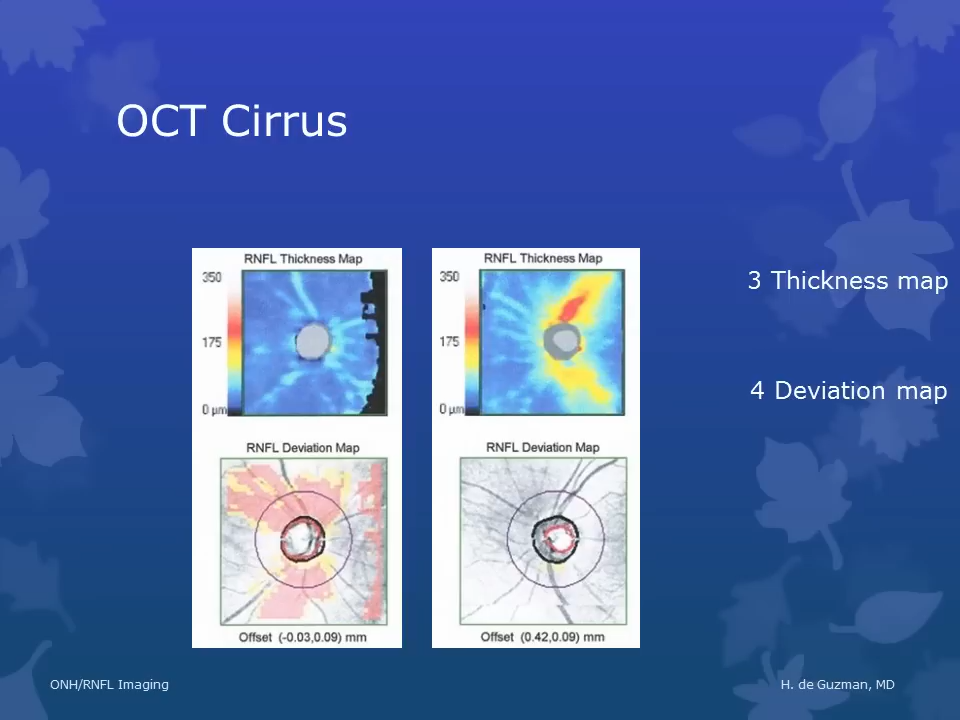 OCT Cirrus
RNFL Thickness Map
350
175
0 µm
RNFL Deviation Map
Offset (-0.03,0.09) mm
RNFL Thickness Map
350
175
0 µm
RNFL Deviation Map
Offset (0.42,0.09) mm
3 Thickness map
4 Deviation map
ONH/RNFL Imaging
H. de Guzman, MD